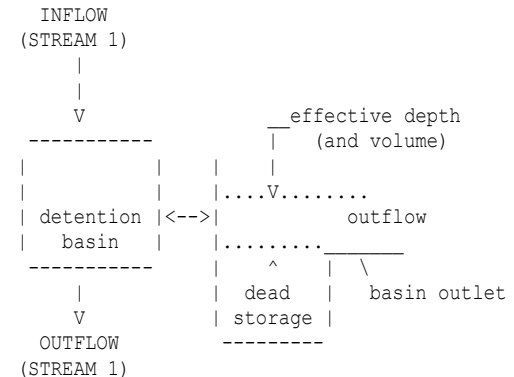 INFLOW
(STREAM 1)
effective depth
(and volume)
detention basin
outflow
dead storage
basin outlet
OUTFLOW
(STREAM 1)